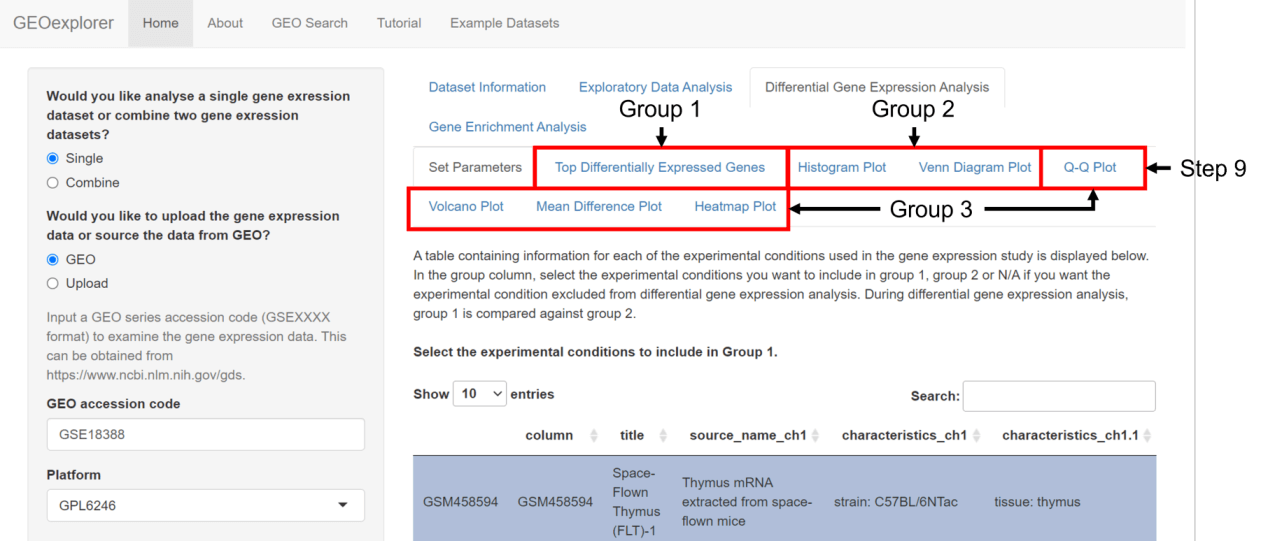 GEOexplorer Home About GEO Search Tutorial Example Datasets
Would you like analyse a single gene exression
dataset or combine two gene exression
datasets?
Single
Combine
Would you like to upload the gene expression
data or source the data from GEO?
GEO
Upload
Input a GEO series accession code (GSEXXXX
format) to examine the gene expression data. This
can be obtained from
https://www.ncbi.nlm.nih.gov/gds.
GEO accession code
GSE18388
Platform
GPL6246
Dataset Information Exploratory Data Analysis Differential Gene Expression Analysis
Group 1 Group 2
Gene Enrichment Analysis
Set Parameters Top Differentially Expressed Genes Histogram Plot Venn Diagram Plot Q-Q Plot Step 9
Volcano Plot Mean Difference Plot Heatmap Plot Group 3
A table containing information for each of the experimental conditions used in the gene expression study is displayed below.
In the group column, select the experimental conditions you want to include in group 1, group 2 or N/A if you want the
experimental condition excluded from differential gene expression analysis. During differential gene expression analysis,
group 1 is compared against group 2.
Select the experimental conditions to include in Group 1.
Show 10 entries Search:
column title source_name_ch1 characteristics_ch1 characteristics_ch1.1
GSM458594 GSM458594 Space-
Flown
Thymus
(FLT)-1 Thymus mRNA
extracted from space-
flown mice strain: C57BL/6NTac tissue: thymus